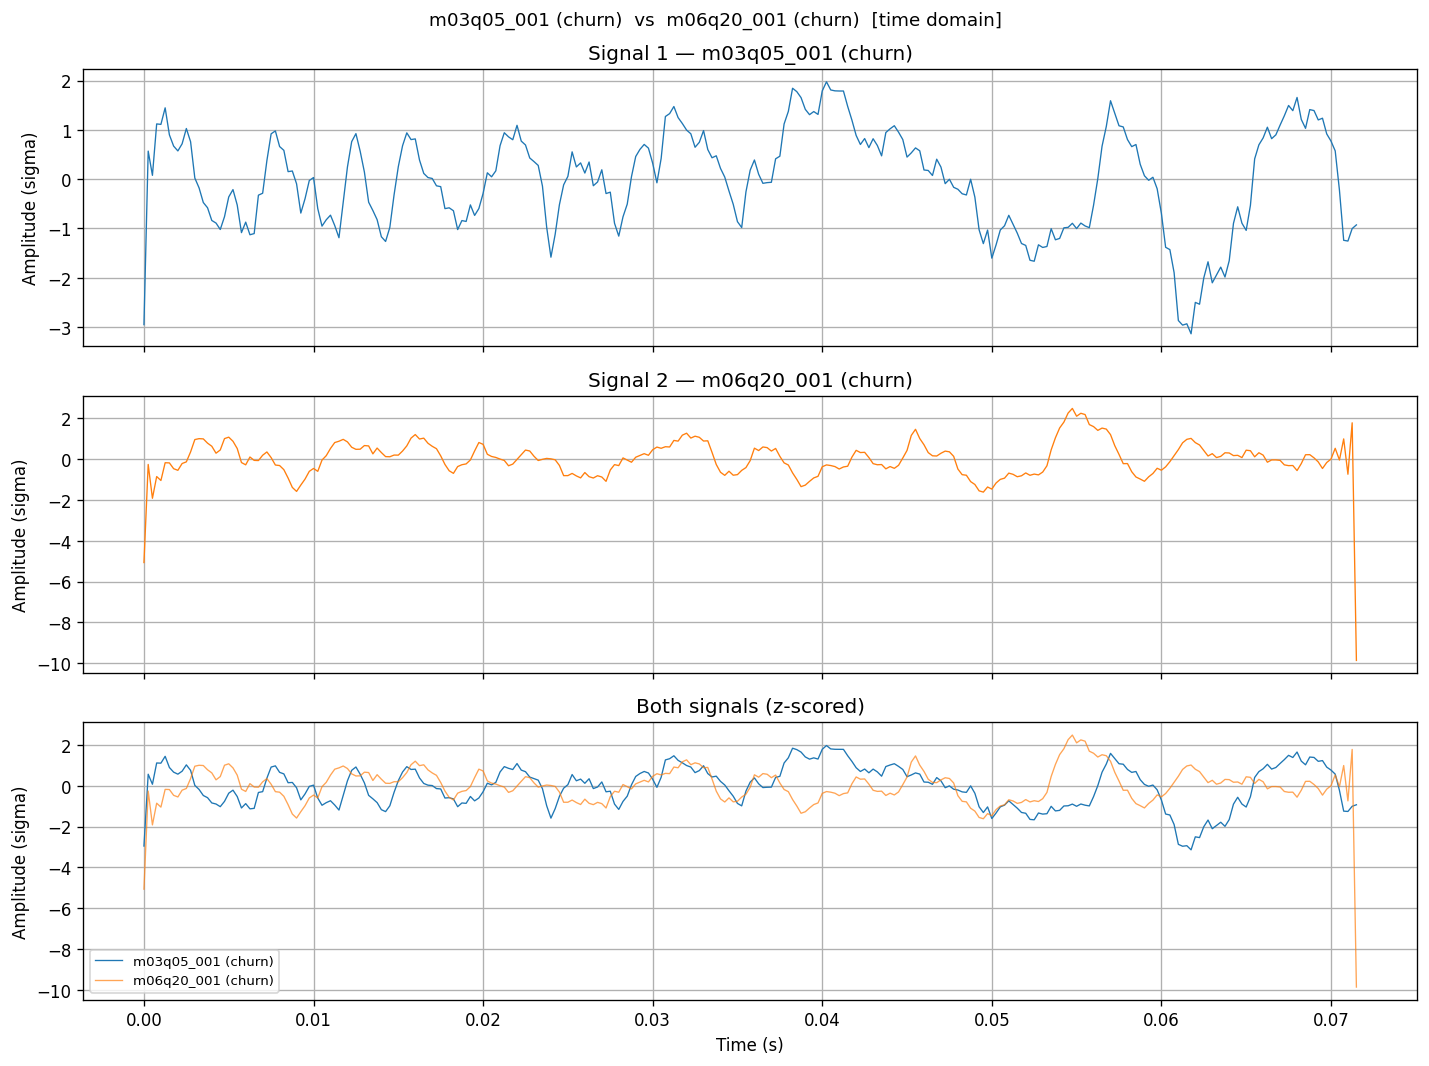 m03q05_001 (churn)  vs  m06q20_001 (churn)  [time domain]
Signal 1 — m03q05_001 (churn)
Amplitude (sigma)
2
1
0
−1
−2
−3
Signal 2 — m06q20_001 (churn)
Amplitude (sigma)
2
0
−2
−4
−6
−8
−10
Both signals (z-scored)
Amplitude (sigma)
2
0
−2
−4
−6
−8
−10
m03q05_001 (churn)
m06q20_001 (churn)
0.00 0.01 0.02 0.03 0.04 0.05 0.06 0.07
Time (s)